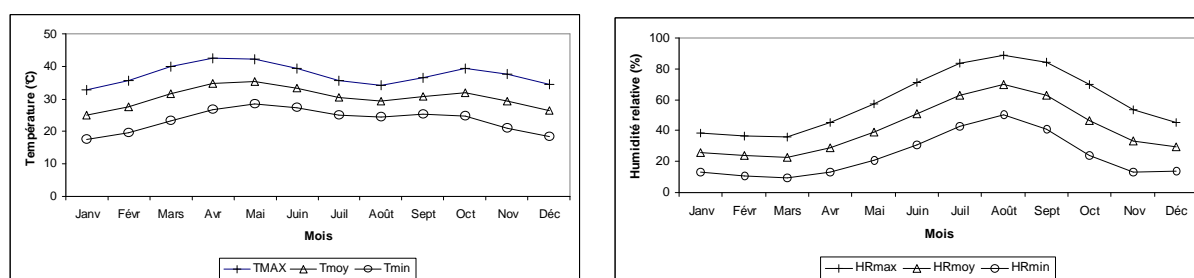 50
40
30
20
10
0
Température (°C)
Janv Févr Mars Avr Mai Juin Juil Août Sept Oct Nov Déc
Mois
TMAX Tmoy Tmin
100
80
60
40
20
0
Humidité relative (%)
Janv Févr Mars Avr Mai Juin Juil Août Sept Oct Nov Déc
Mois
HRmax HRmoy HRmin